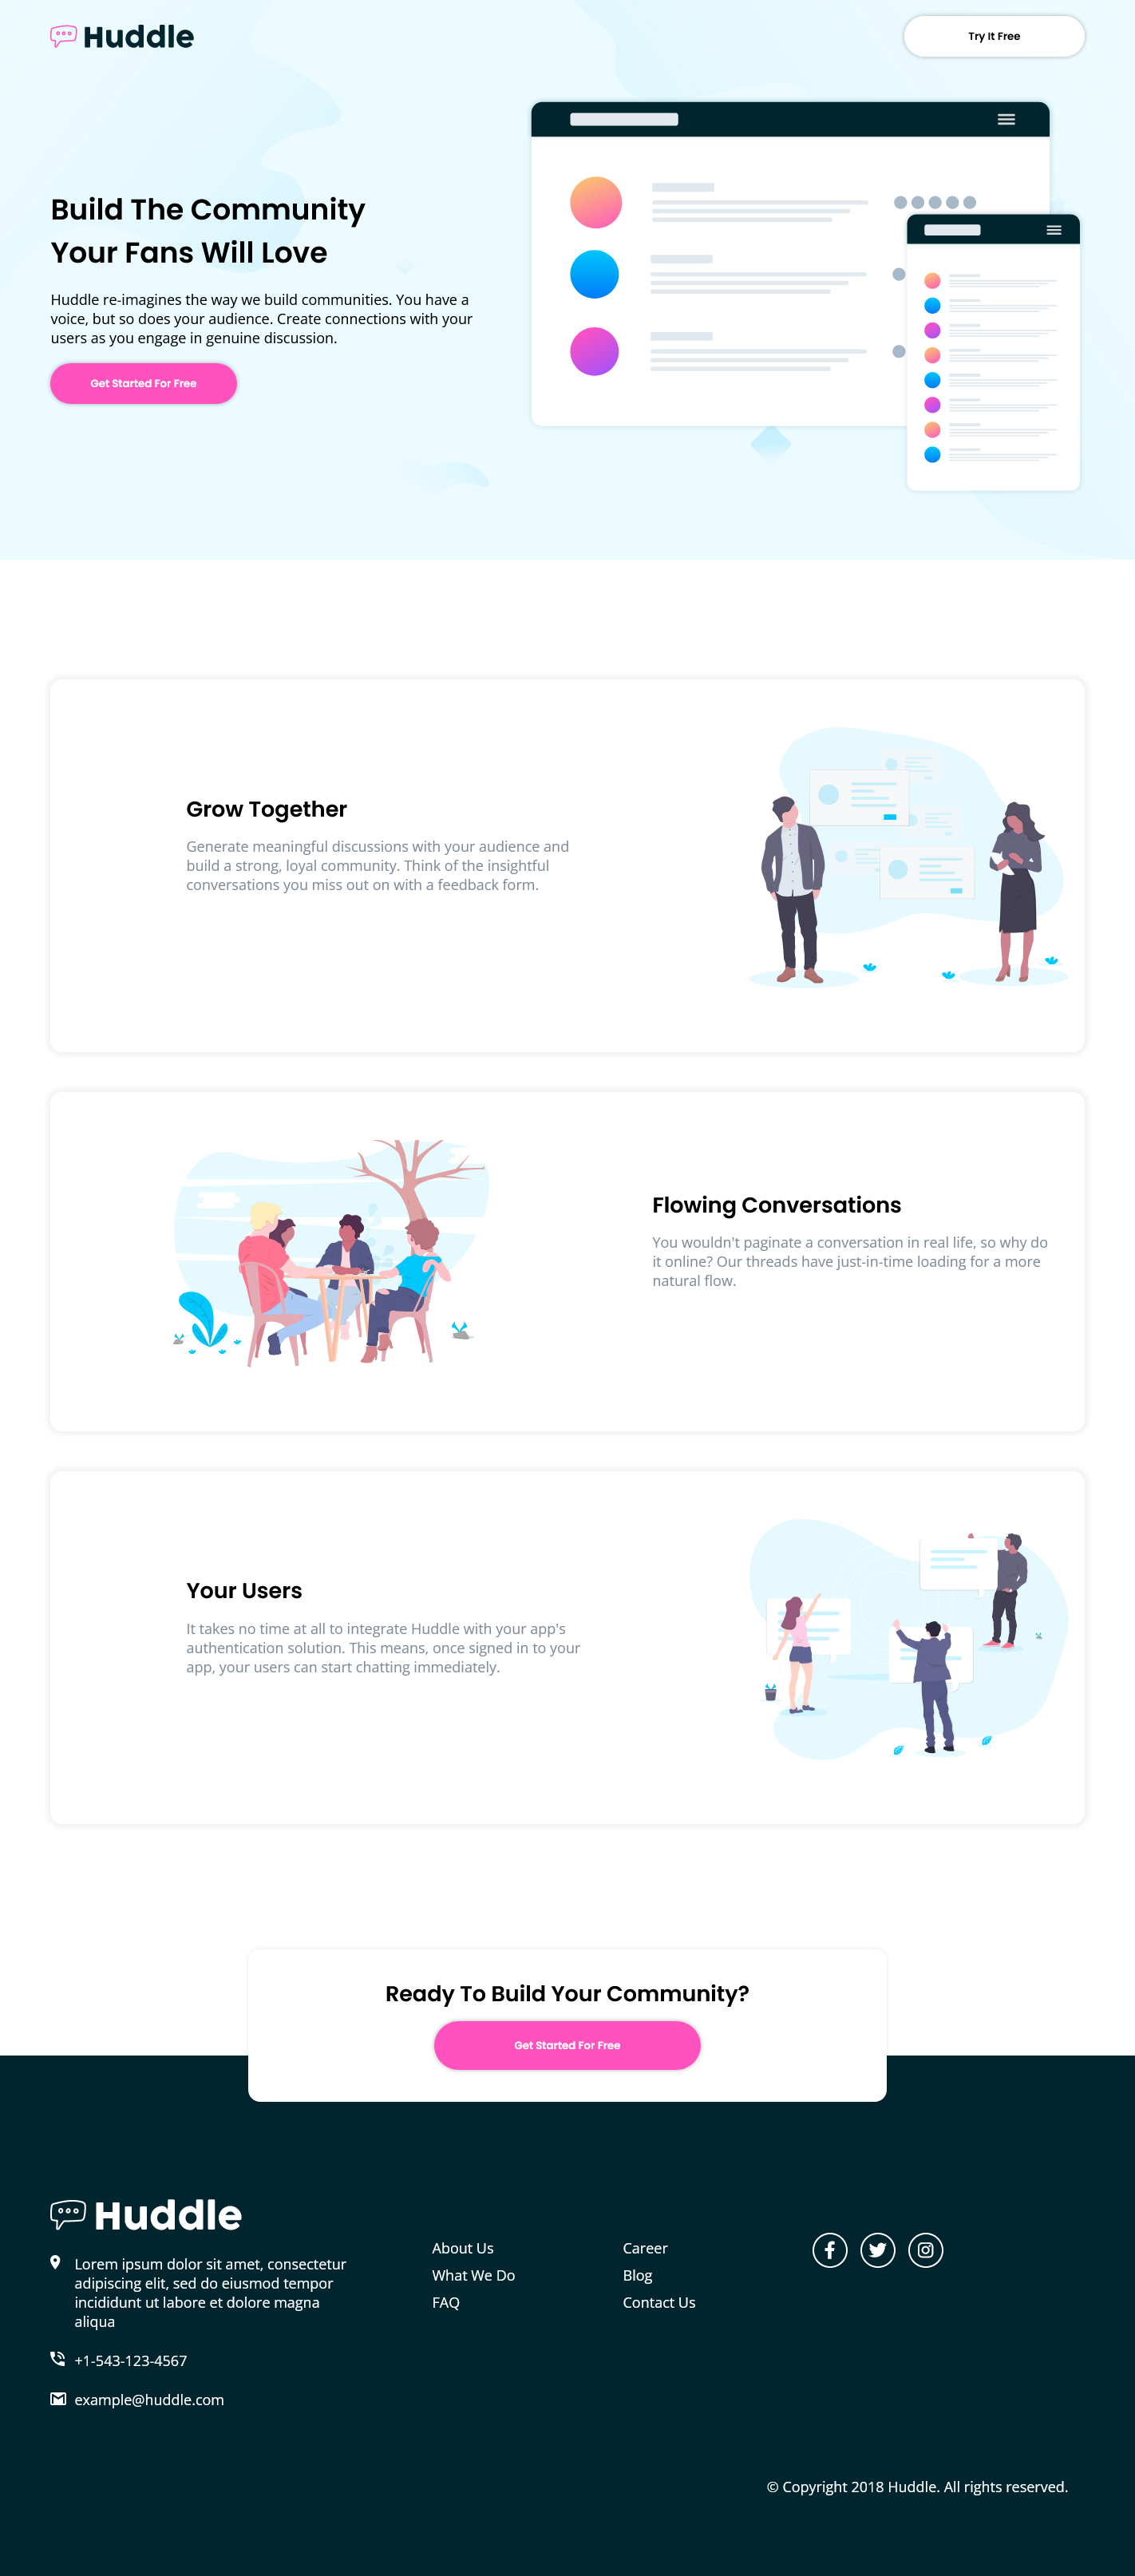 Huddle
Try It Free
Build The Community
Your Fans Will Love
Huddle re-imagines the way we build communities. You have a
voice, but so does your audience. Create connections with your
users as you engage in genuine discussion.
Get Started For Free
Grow Together
Generate meaningful discussions with your audience and
build a strong, loyal community. Think of the insightful
conversations you miss out on with a feedback form.
Flowing Conversations
You wouldn't paginate a conversation in real life, so why do
it online? Our threads have just-in-time loading for a more
natural flow.
Your Users
It takes no time at all to integrate Huddle with your app's
authentication solution. This means, once signed in to your
app, your users can start chatting immediately.
Ready To Build Your Community?
Get Started For Free
Huddle
Lorem ipsum dolor sit amet, consectetur
adipiscing elit, sed do eiusmod tempor
incididunt ut labore et dolore magna
aliqua
+1-543-123-4567
example@huddle.com
About Us
What We Do
FAQ
Career
Blog
Contact Us
© Copyright 2018 Huddle. All rights reserved.